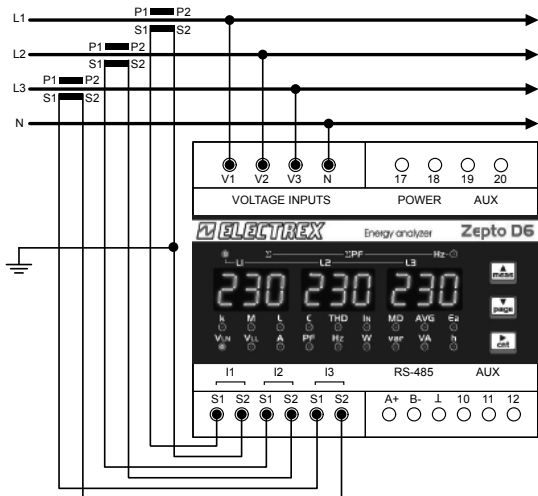 P1 P2
L1
S1 S2
P1 P2
L2
S1 S2
P1 P2
L3
S1 S2
N
V1 V2 V3 N 17 18 19 20
VOLTAGE INPUTS POWER AUX
ELECTREX Energy analyzer Zepto D6
Σ ΣPF Hz
L1 L2 L3
meas
230 230 230
page
k M L C THD IN MD AVG Ea
VLN VLL A PF Hz W var VA h
cnt
I1 I2 I3 RS-485 AUX
S1 S2 S1 S2 S1 S2 A+ B- ⊥ 10 11 12